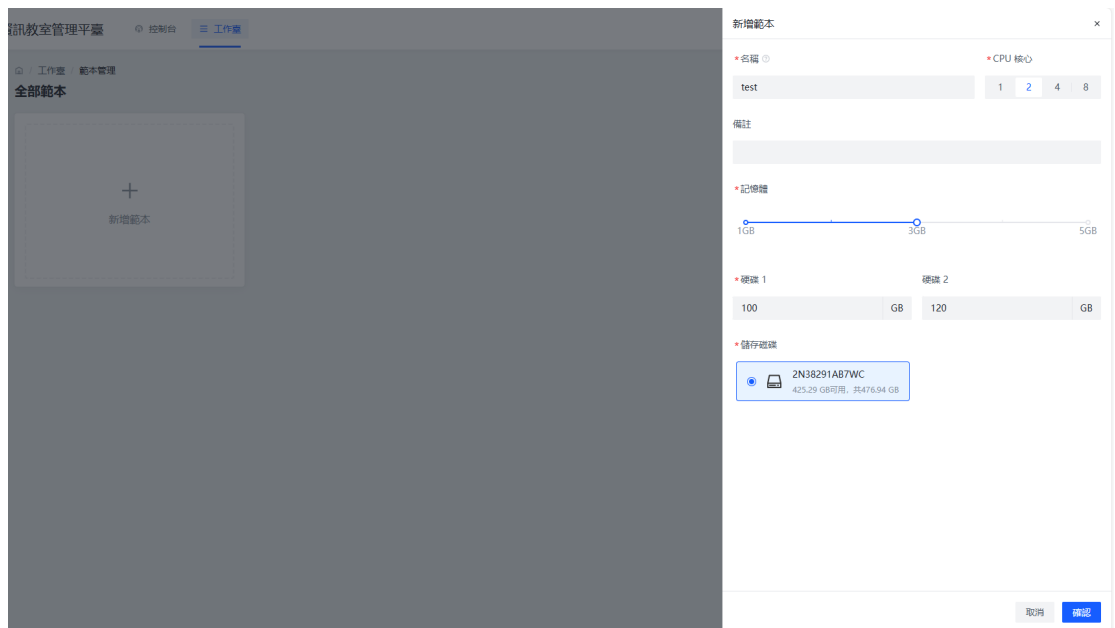 資訊教室管理平臺 控制台 工作臺
工作臺 / 範本管理
全部範本
新增範本
新增範本 ×
*名稱 *CPU 核心
test 1 2 4 8
備註
*記憶體
1GB 3GB 5GB
*硬碟 1 硬碟 2
100 GB 120 GB
*儲存磁碟
2N38291AB7WC
425.29 GB可用，共476.94 GB
取消 確認